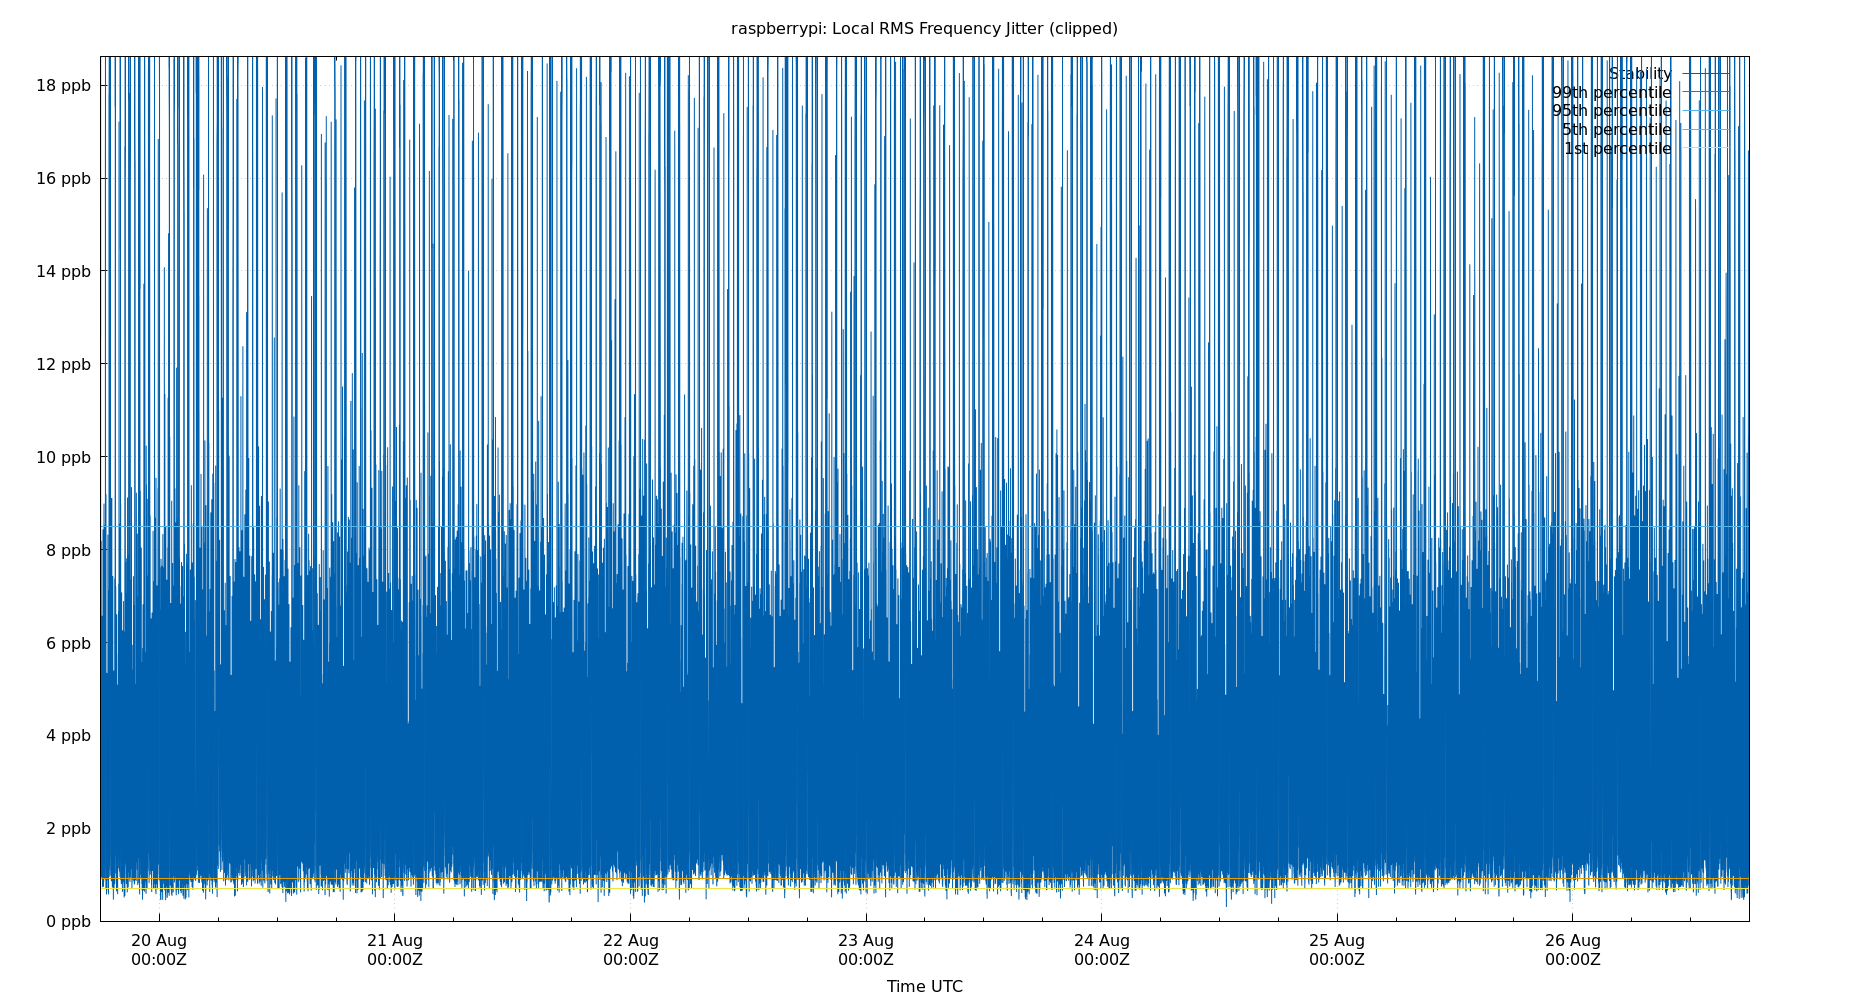 raspberrypi: Local RMS Frequency Jitter (clipped)
18 ppb
Stability
99th percentile
95th percentile
5th percentile
1st percentile
16 ppb
14 ppb
12 ppb
10 ppb
8 ppb
6 ppb
4 ppb
2 ppb
0 ppb
20 Aug 21 Aug 22 Aug 23 Aug 24 Aug 25 Aug 26 Aug
00:00Z 00:00Z 00:00Z 00:00Z 00:00Z 00:00Z 00:00Z
Time UTC